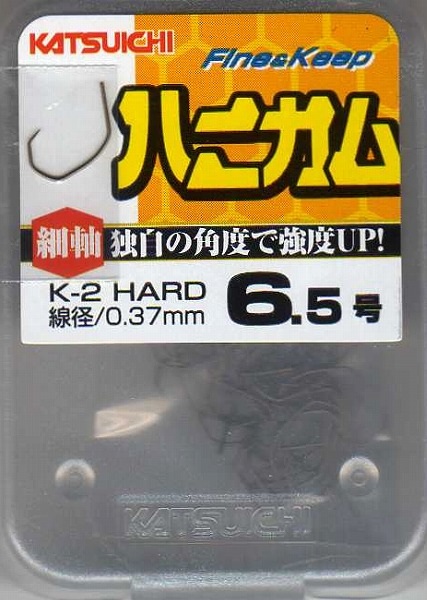 KATSUICHI
Fine&Keep
ハニカム
細軸 独自の角度で強度UP!
K-2 HARD
線径/0.37mm
6.5号
KATSUICHI